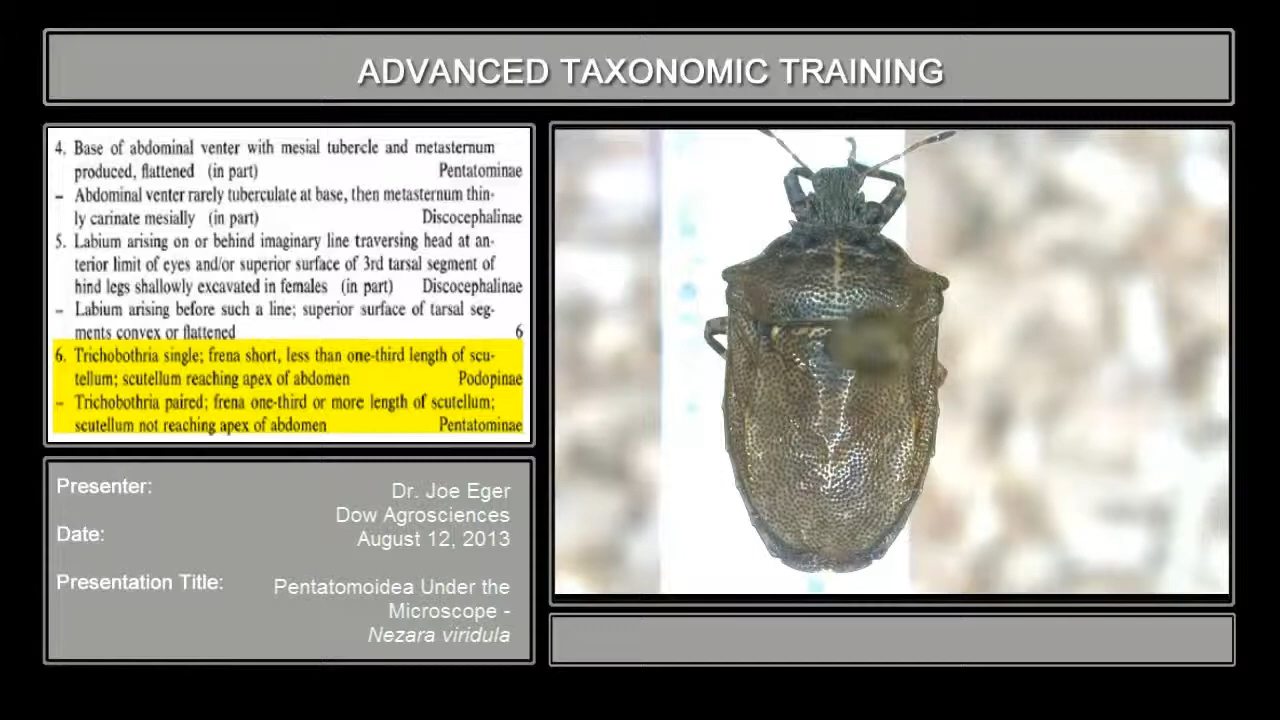 ADVANCED TAXONOMIC TRAINING
4. Base of abdominal venter with mesial tubercle and metasternum
produced, flattened (in part) Pentatominae
– Abdominal venter rarely tuberculate at base, then metasternum thin-
ly carinate mesially (in part) Discocephalinae
5. Labium arising on or behind imaginary line traversing head at an-
terior limit of eyes and/or superior surface of 3rd tarsal segment of
hind legs shallowly excavated in females (in part) Discocephalinae
– Labium arising before such a line; superior surface of tarsal seg-
ments convex or flattened 6
6. Trichobothria single; frena short, less than one-third length of scu-
tellum; scutellum reaching apex of abdomen Podopinae
– Trichobothria paired; frena one-third or more length of scutellum;
scutellum not reaching apex of abdomen Pentatominae
Presenter: Dr. Joe Eger
Dow Agrosciences
Date: August 12, 2013
Presentation Title: Pentatomoidea Under the
Microscope -
Nezara viridula